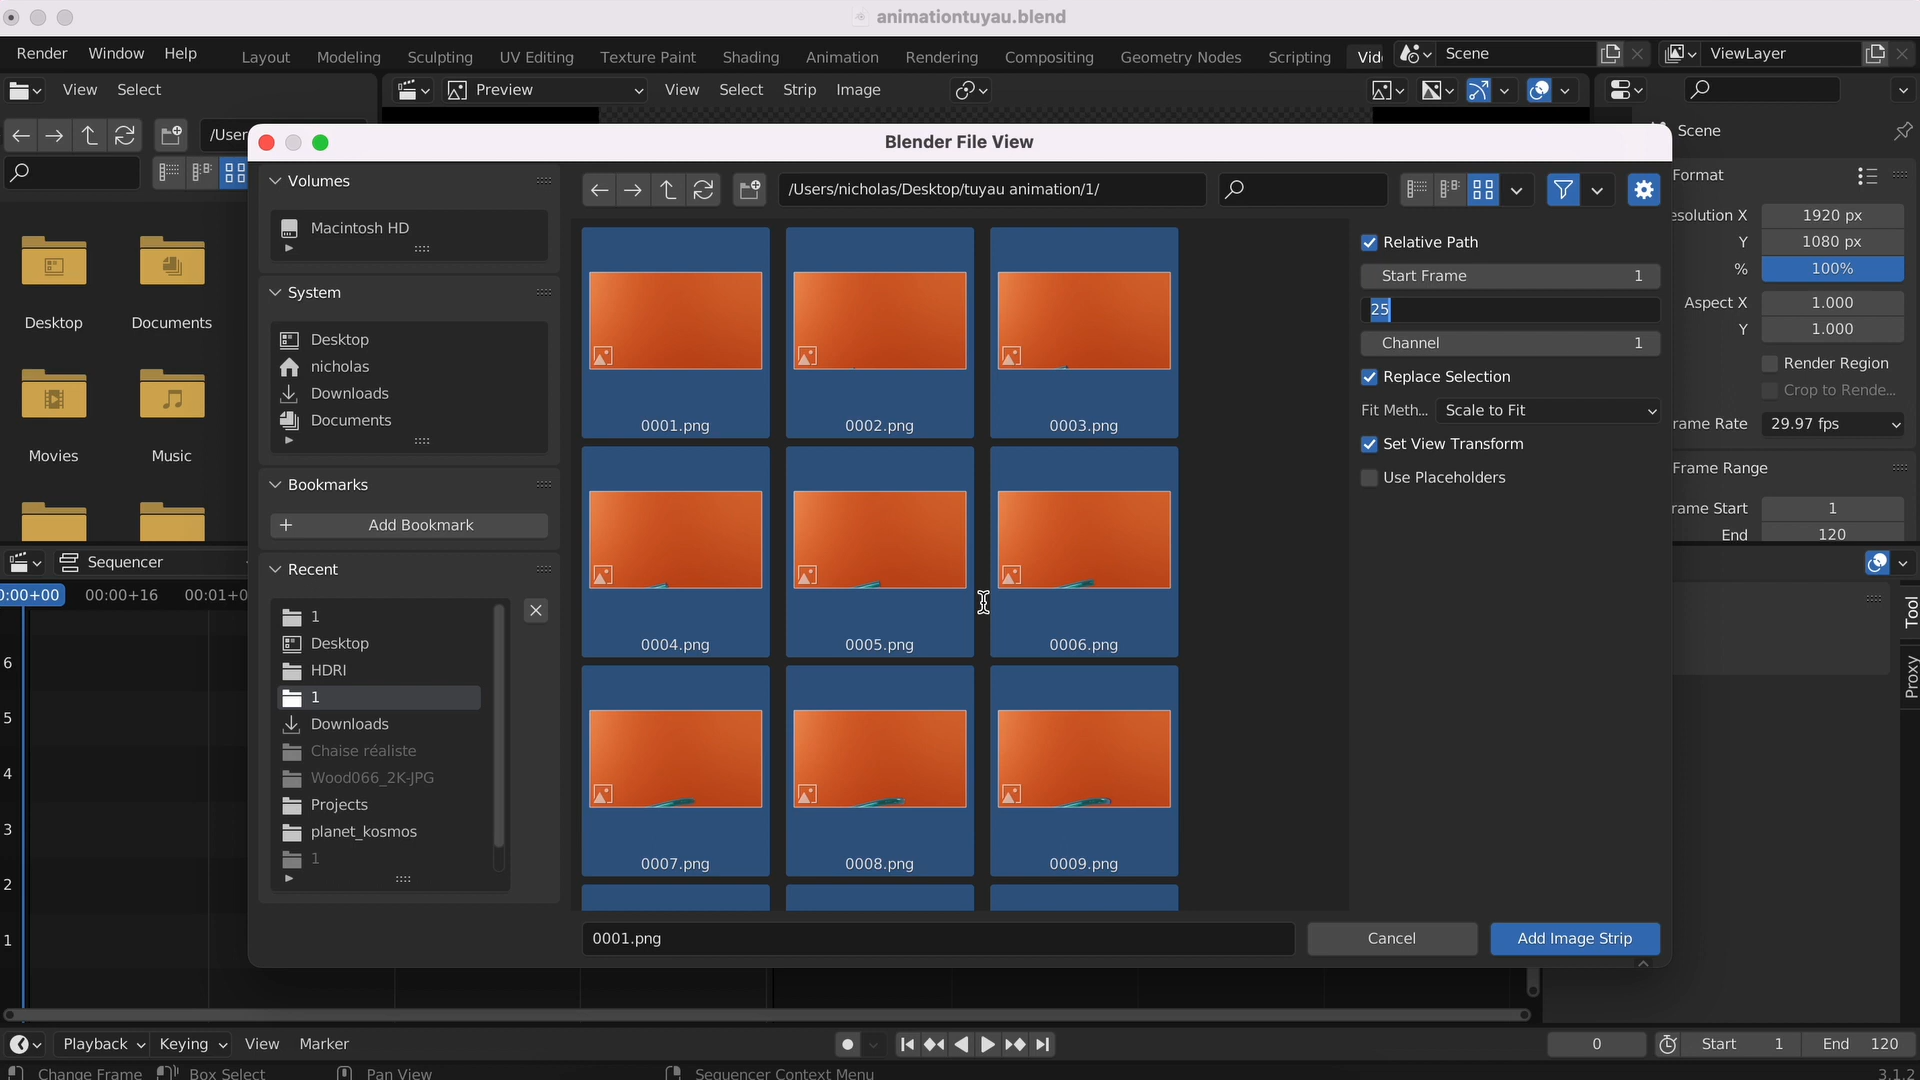 animationtuyau.blend
Render Window Help Layout Modeling Sculpting UV Editing Texture Paint Shading Animation Rendering Compositing Geometry Nodes Scripting Vid Scene ViewLayer
View Select Preview View Select Strip Image
/User
Blender File View
Scene
Volumes
Macintosh HD
System
Desktop
nicholas
Downloads
Documents
Bookmarks
Add Bookmark
Recent
1
Desktop
HDRI
1
Downloads
Chaise réaliste
Wood066_2K-JPG
Projects
planet_kosmos
1
/Users/nicholas/Desktop/tuyau animation/1/
0001.png 0002.png 0003.png
0004.png 0005.png 0006.png
0007.png 0008.png 0009.png
Relative Path
Start Frame 1
25
Channel 1
Replace Selection
Fit Meth... Scale to Fit
Set View Transform
Use Placeholders
0001.png Cancel Add Image Strip
Desktop Documents
Movies Music
Format
esolution X 1920 px
Y 1080 px
% 100%
Aspect X 1.000
Y 1.000
Render Region
Crop to Rende...
rame Rate 29.97 fps
Frame Range
rame Start 1
End 120
Sequencer
0:00+00 00:00+16 00:01+0
6
5
4
3
2
1
Tool
Proxy
Playback Keying View Marker 0 Start 1 End 120
Change Frame Box Select Pan View Sequencer Context Menu 3.1.2